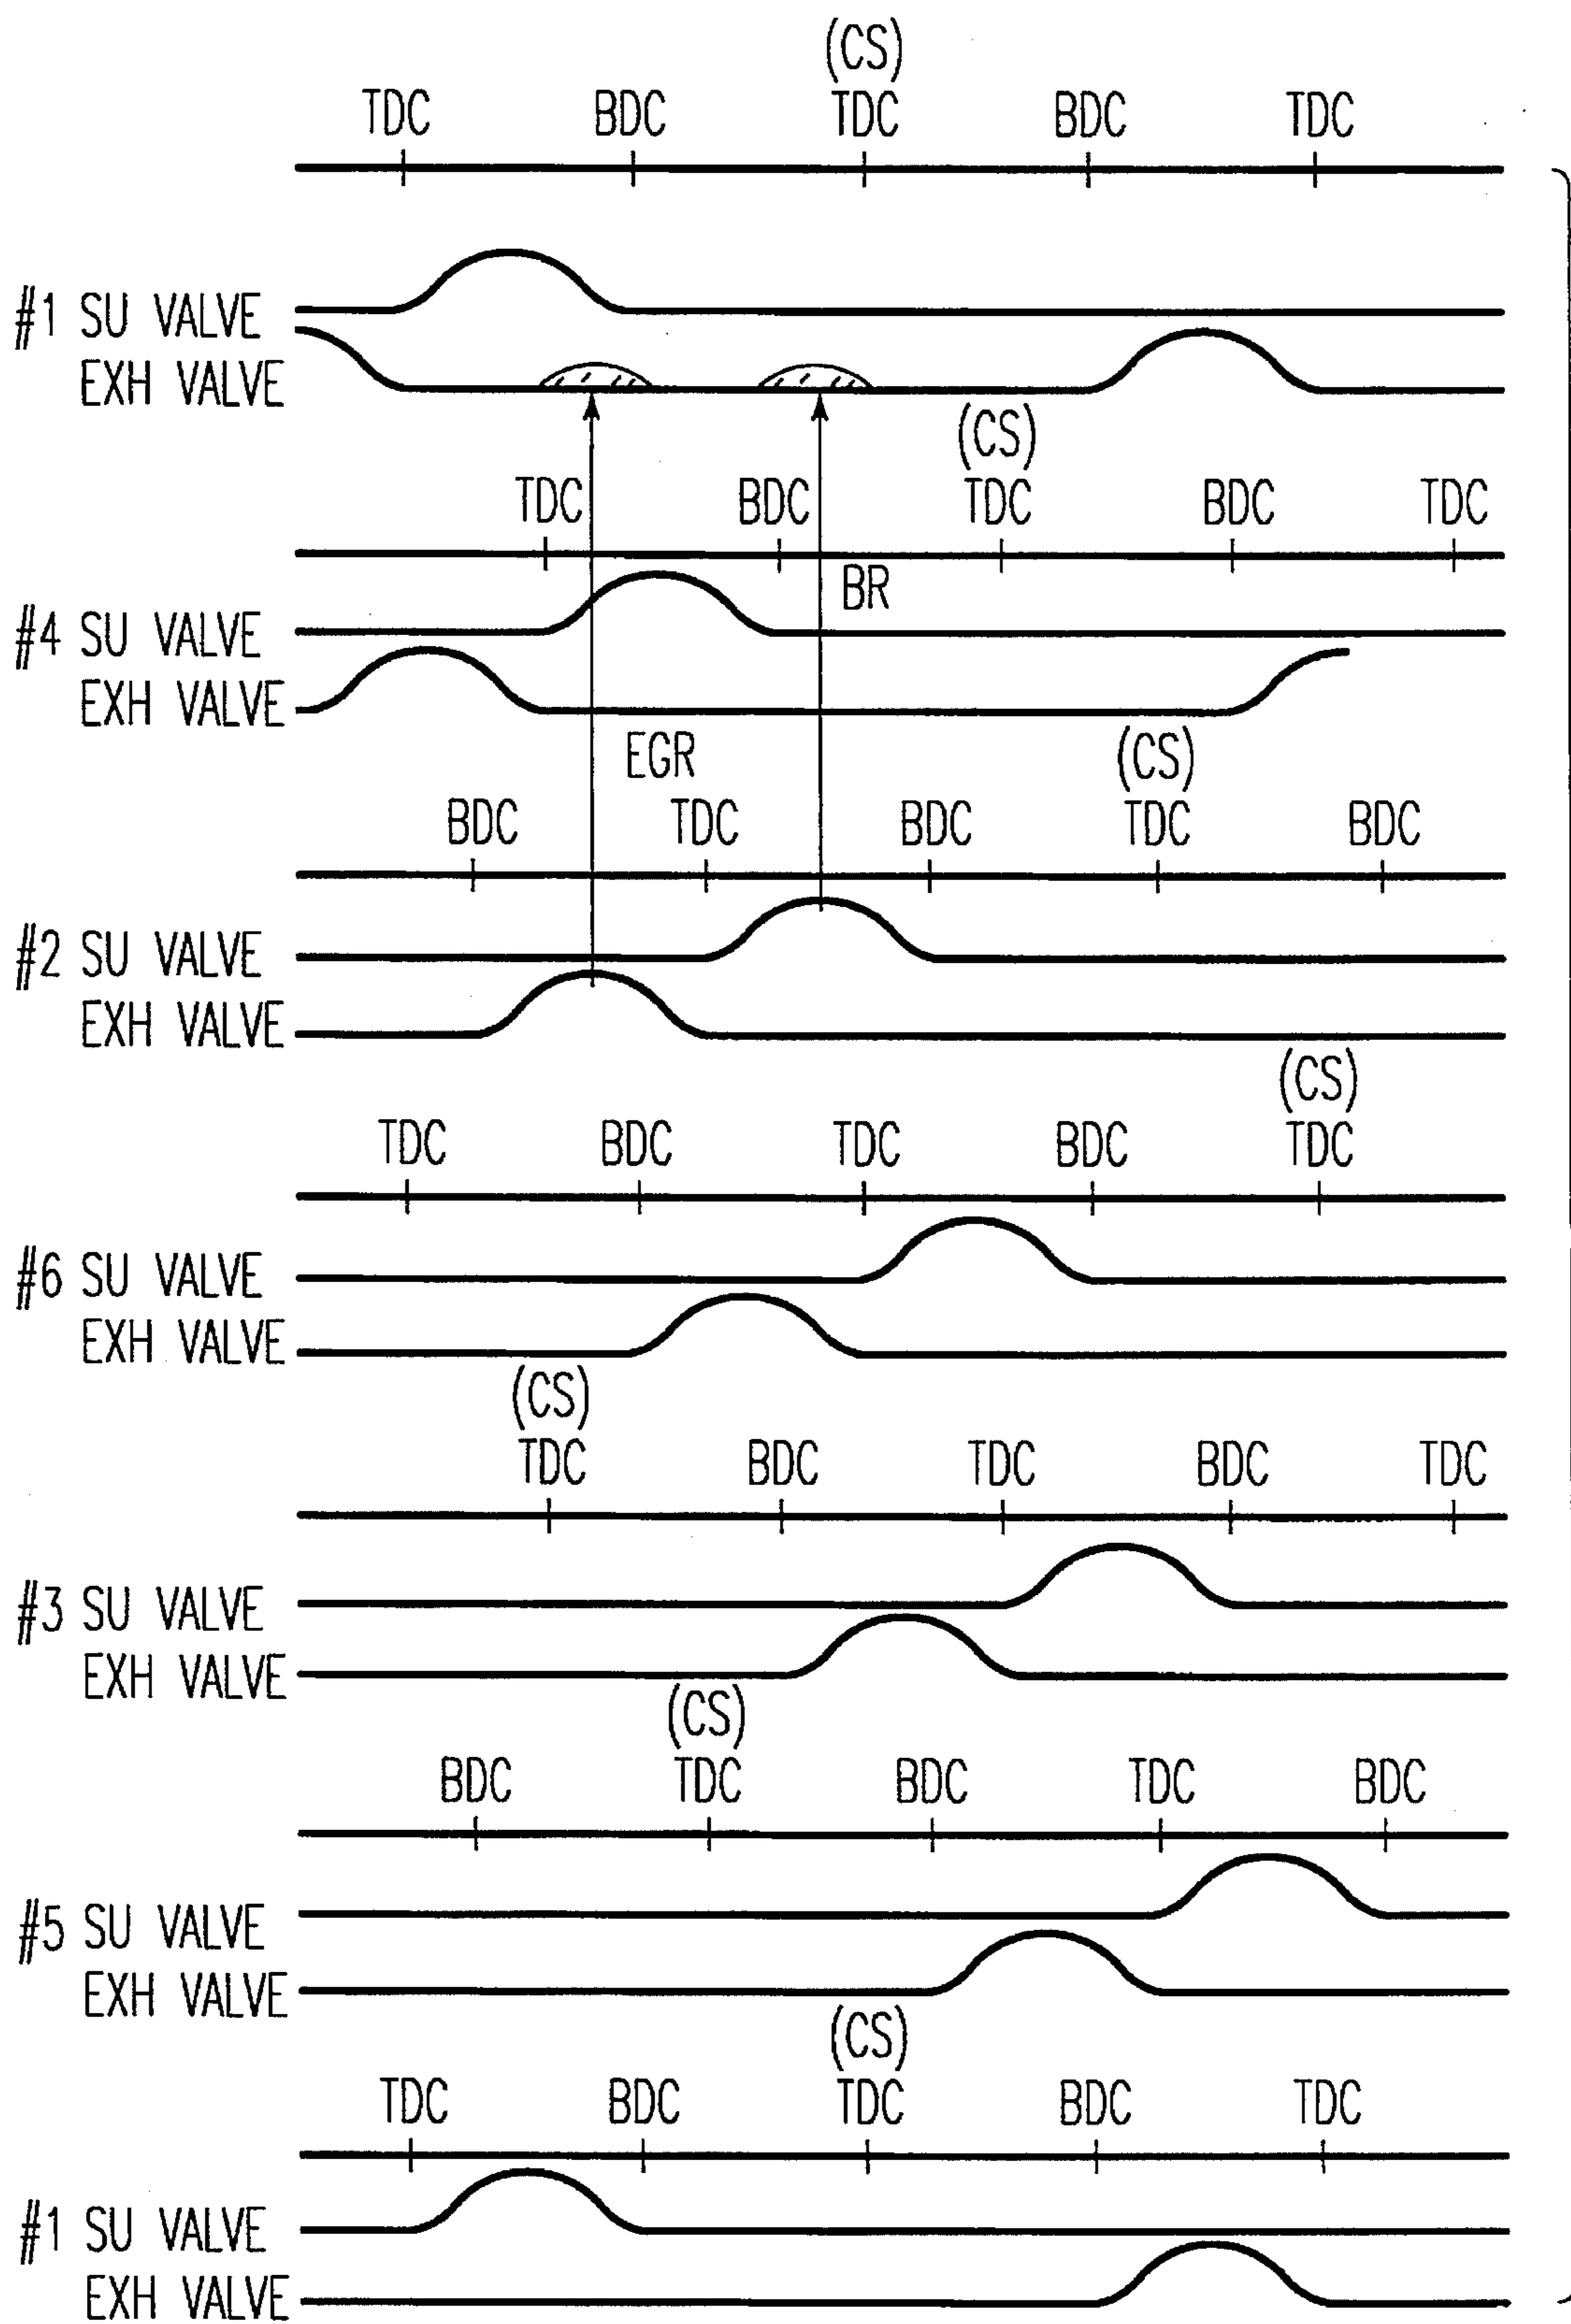 (CS)
TDC BDC TDC BDC TDC
#1 SU VALVE
EXH VALVE
(CS)
TDC BDC TDC BDC TDC
BR
#4 SU VALVE
EXH VALVE
EGR
(CS)
BDC TDC BDC TDC BDC
#2 SU VALVE
EXH VALVE
(CS)
TDC BDC TDC BDC TDC
#6 SU VALVE
EXH VALVE
(CS)
TDC BDC TDC BDC TDC
#3 SU VALVE
EXH VALVE
(CS)
BDC TDC BDC TDC BDC
#5 SU VALVE
EXH VALVE
(CS)
TDC BDC TDC BDC TDC
#1 SU VALVE
EXH VALVE